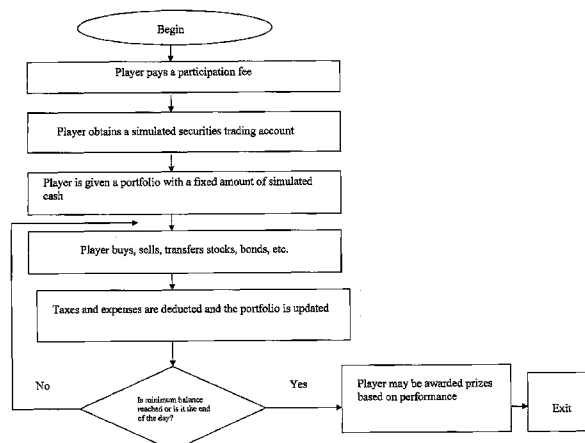 Begin
Player pays a participation fee
Player obtains a simulated securities trading account
Player is given a portfolio with a fixed amount of simulated
cash
Player buys, sells, transfers stocks, bonds, etc.
Taxes and expenses are deducted and the portfolio is updated
No
Is minimum balance
reached or is it the end
of the day?
Yes
Player may be awarded prizes
based on performance
Exit